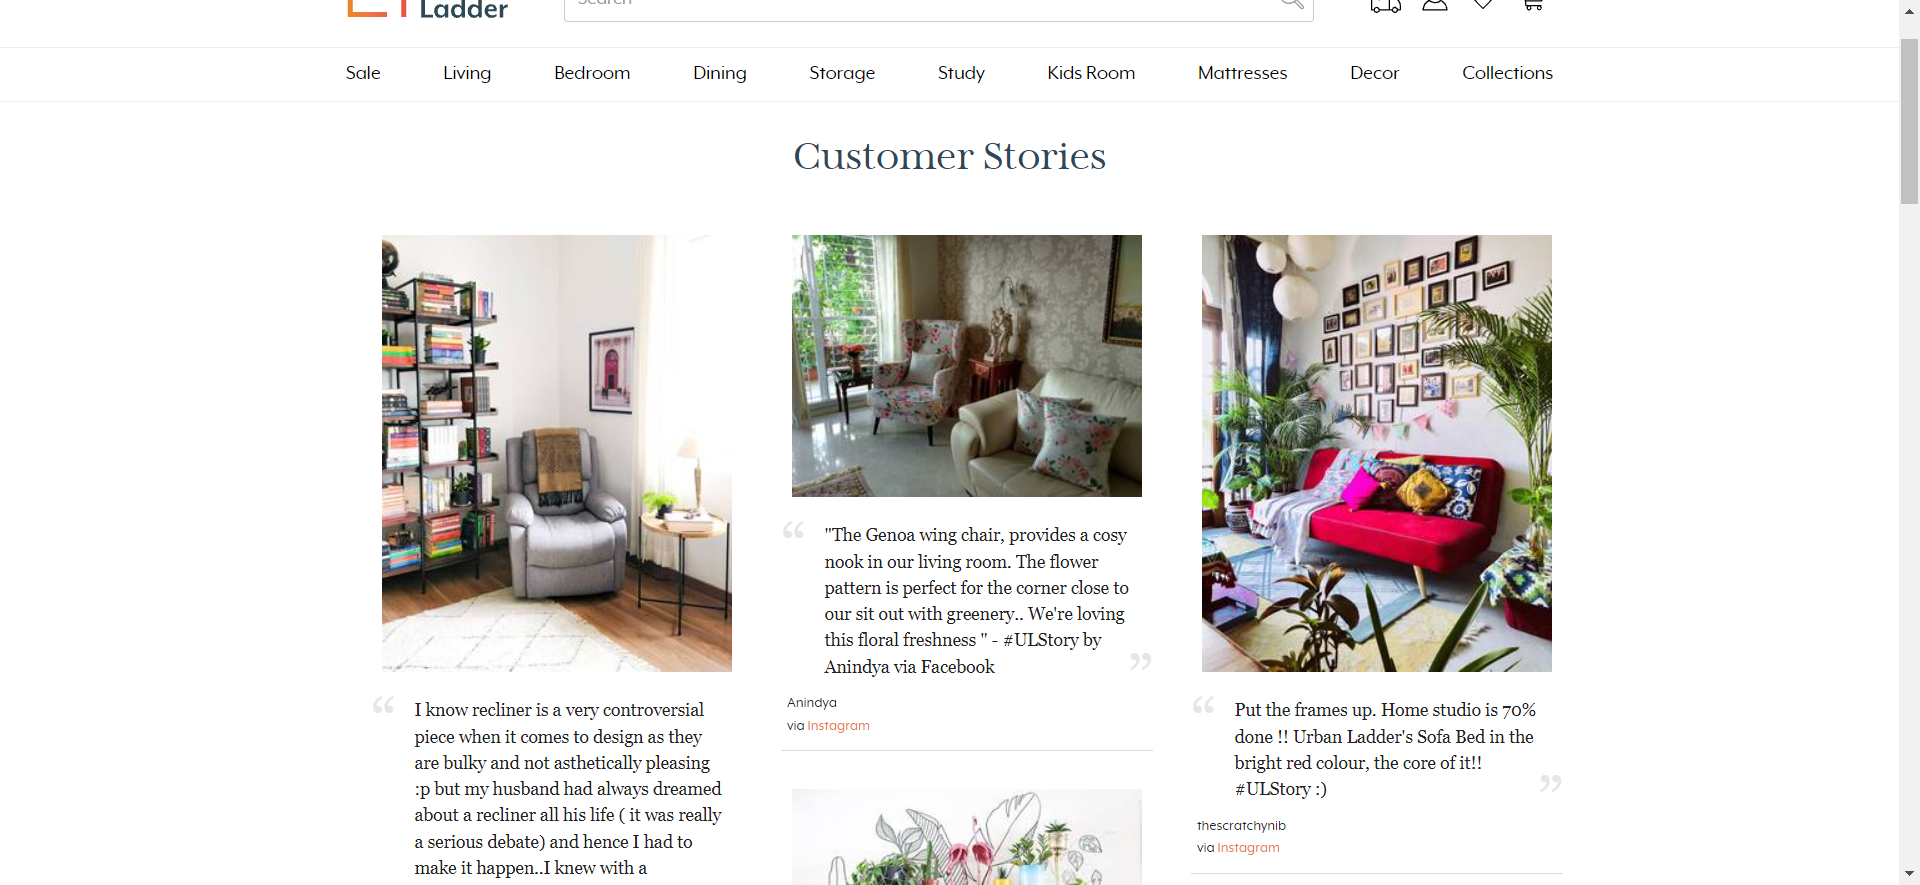 Ladder
Search
Sale Living Bedroom Dining Storage Study Kids Room Mattresses Decor Collections
Customer Stories
I know recliner is a very controversial
piece when it comes to design as they
are bulky and not asthetically pleasing
:p but my husband had always dreamed
about a recliner all his life ( it was really
a serious debate) and hence I had to
make it happen..I knew with a
"The Genoa wing chair, provides a cosy
nook in our living room. The flower
pattern is perfect for the corner close to
our sit out with greenery.. We're loving
this floral freshness " - #ULStory by
Anindya via Facebook
Anindya
via Instagram
Put the frames up. Home studio is 70%
done !! Urban Ladder's Sofa Bed in the
bright red colour, the core of it!!
#ULStory :)
thescratchynib
via Instagram